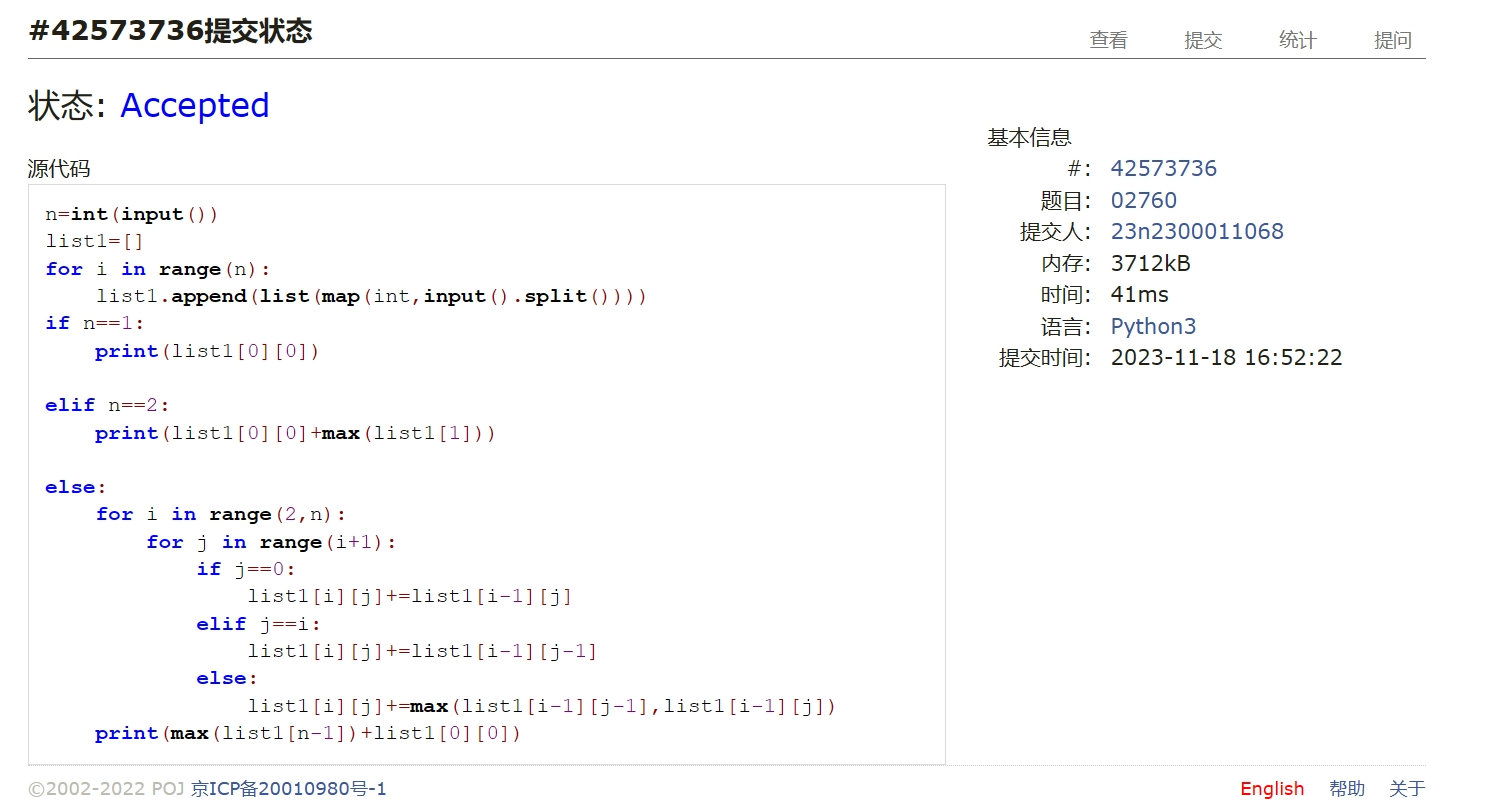 #42573736提交状态
查看 提交 统计 提问
状态: Accepted
源代码
n=int(input())
list1=[]
for i in range(n):
    list1.append(list(map(int,input().split())))
if n==1:
    print(list1[0][0])

elif n==2:
    print(list1[0][0]+max(list1[1]))

else:
    for i in range(2,n):
        for j in range(i+1):
            if j==0:
                list1[i][j]+=list1[i-1][j]
            elif j==i:
                list1[i][j]+=list1[i-1][j-1]
            else:
                list1[i][j]+=max(list1[i-1][j-1],list1[i-1][j])
    print(max(list1[n-1])+list1[0][0])
基本信息
#: 42573736
题目: 02760
提交人: 23n2300011068
内存: 3712kB
时间: 41ms
语言: Python3
提交时间: 2023-11-18 16:52:22
©2002-2022 POJ 京ICP备20010980号-1
English 帮助 关于